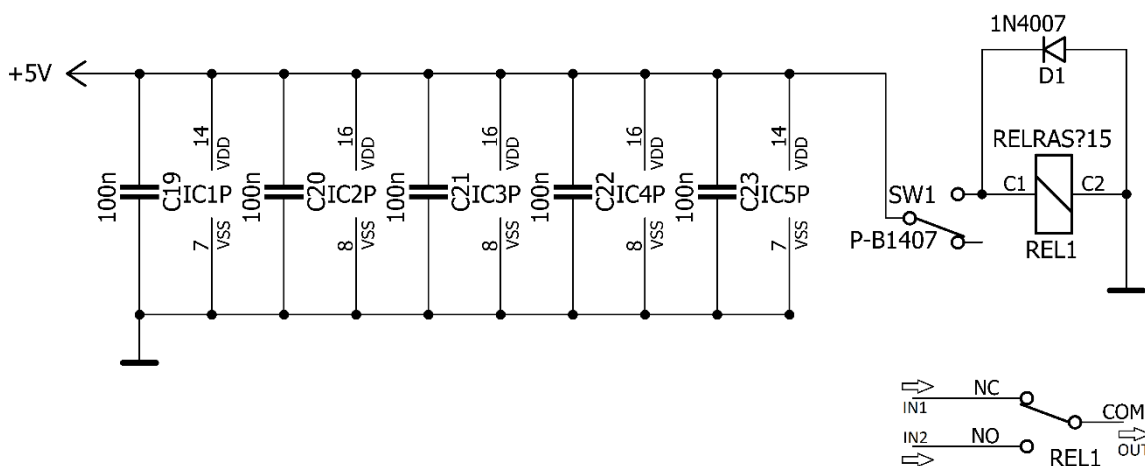 1N4007
+5V
D1
14
VDD
16
VDD
16
VDD
16
VDD
14
VDD
RELRAS?15
100n
C19
IC1P
100n
C20
IC2P
100n
C21
IC3P
100n
C22
IC4P
100n
C23
IC5P
SW1
C1
C2
P-B1407
REL1
7
VSS
8
VSS
8
VSS
8
VSS
7
VSS
NC
IN1
COM
IN2
NO
REL1
OUT